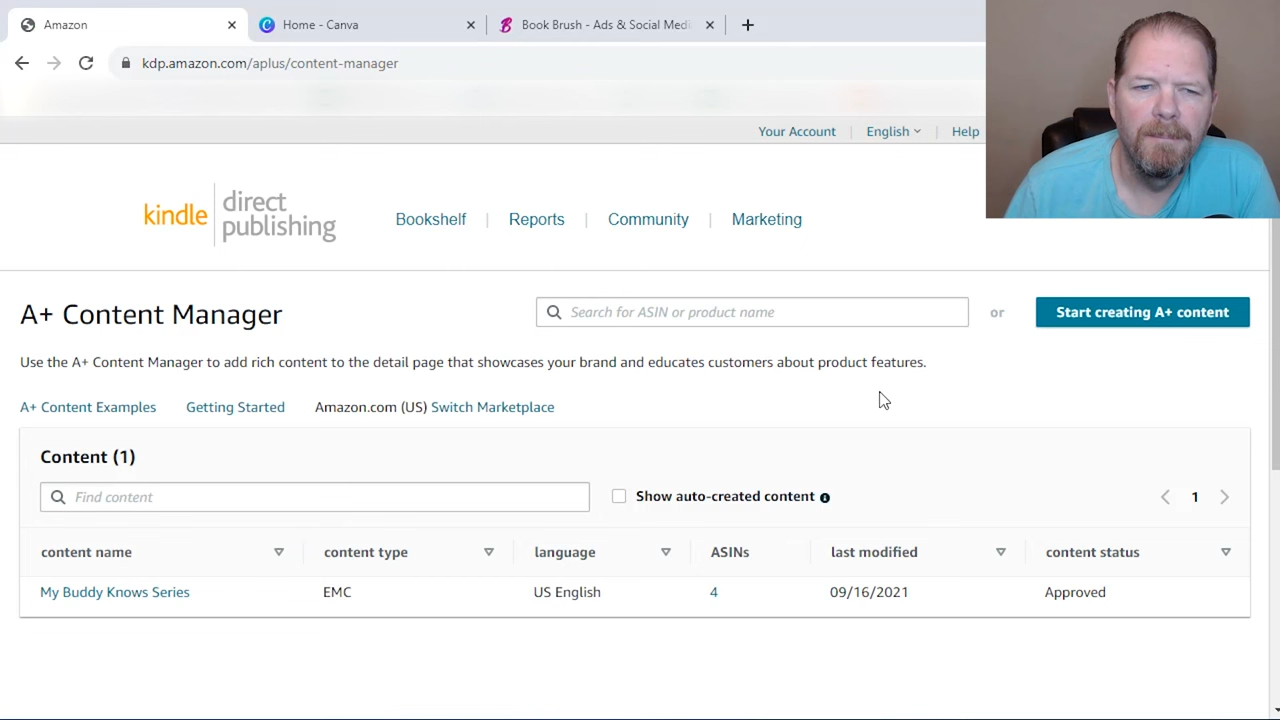 Amazon
Home - Canva
Book Brush - Ads & Social Medi
kdp.amazon.com/aplus/content-manager
Your Account
English
Help
kindle direct publishing
Bookshelf
Reports
Community
Marketing
A+ Content Manager
Search for ASIN or product name
or
Start creating A+ content
Use the A+ Content Manager to add rich content to the detail page that showcases your brand and educates customers about product features.
A+ Content Examples
Getting Started
Amazon.com (US) Switch Marketplace
Content (1)
Find content
Show auto-created content
1
content name
content type
language
ASINs
last modified
content status
My Buddy Knows Series
EMC
US English
4
09/16/2021
Approved